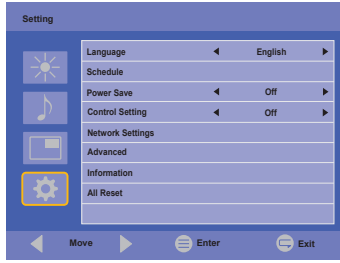 Setting
Language English
Schedule
Power Save Off
Control Setting Off
Network Settings
Advanced
Information
All Reset
Move Enter Exit